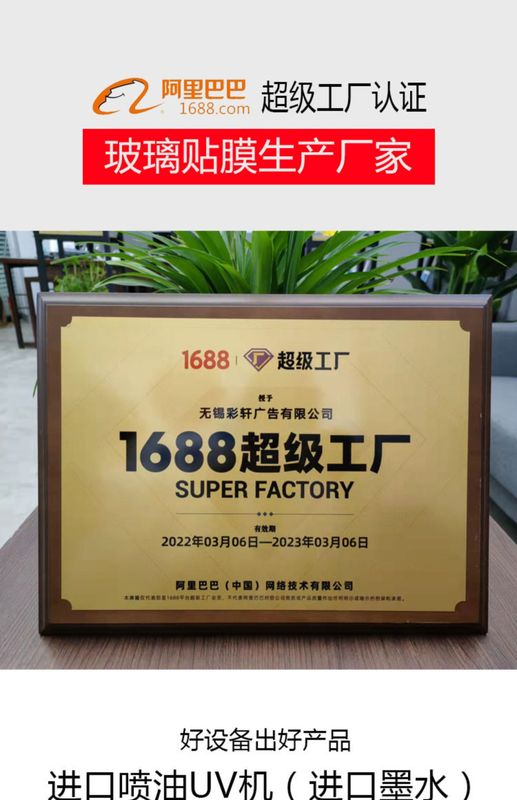 阿里巴巴
1688.com
超级工厂认证
玻璃贴膜生产厂家
1688 超级工厂
授予
无锡彩轩广告有限公司
1688超级工厂
SUPER FACTORY
有效期
2022年03月06日—2023年03月06日
阿里巴巴（中国）网络技术有限公司
好设备出好产品
进口喷油UV机（进口墨水）